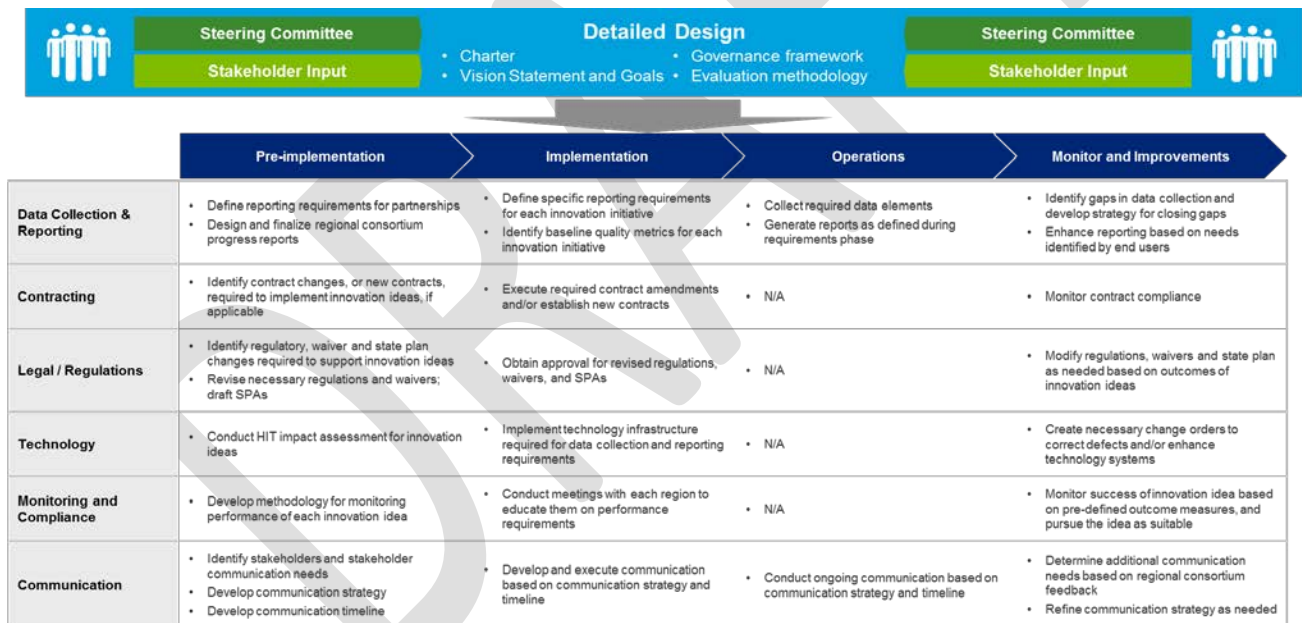 Steering Committee
Stakeholder Input
Detailed Design
• Charter
• Vision Statement and Goals
• Governance framework
• Evaluation methodology
Steering Committee
Stakeholder Input
Pre-implementation
Implementation
Operations
Monitor and Improvements
Data Collection &
Reporting
• Define reporting requirements for partnerships
• Design and finalize regional consortium
progress reports
• Define specific reporting requirements
for each innovation initiative
• Identify baseline quality metrics for each
innovation initiative
• Collect required data elements
• Generate reports as defined during
requirements phase
• Identify gaps in data collection and
develop strategy for closing gaps
• Enhance reporting based on needs
identified by end users
Contracting
• Identify contract changes, or new contracts,
required to implement innovation ideas, if
applicable
• Execute required contract amendments
and/or establish new contracts
• N/A
• Monitor contract compliance
Legal / Regulations
• Identify regulatory, waiver and state plan
changes required to support innovation ideas
• Revise necessary regulations and waivers;
draft SPAs
• Obtain approval for revised regulations,
waivers, and SPAs
• N/A
• Modify regulations, waivers and state plan
as needed based on outcomes of
innovation ideas
Technology
• Conduct HIT impact assessment for innovation
ideas
• Implement technology infrastructure
required for data collection and reporting
requirements
• N/A
• Create necessary change orders to
correct defects and/or enhance
technology systems
Monitoring and
Compliance
• Develop methodology for monitoring
performance of each innovation idea
• Conduct meetings with each region to
educate them on performance
requirements
• N/A
• Monitor success of innovation idea based
on pre-defined outcome measures, and
pursue the idea as suitable
Communication
• Identify stakeholders and stakeholder
communication needs
• Develop communication strategy
• Develop communication timeline
• Develop and execute communication
based on communication strategy and
timeline
• Conduct ongoing communication based on
communication strategy and timeline
• Determine additional communication
needs based on regional consortium
feedback
• Refine communication strategy as needed
DRAFT